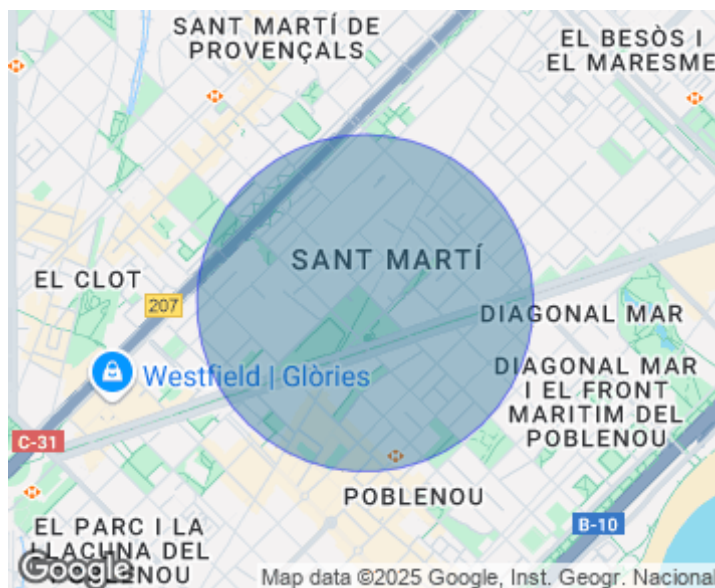 SANT MARTÍ DE
PROVENÇALS
EL BESÒS I
EL MARESME
SANT MARTÍ
EL CLOT
207
DIAGONAL MAR
Westfield | Glòries
DIAGONAL MAR
I EL FRONT
MARITIM DEL
POBLENOU
C-31
POBLENOU
B-10
EL PARC I LA
LLACUNA DEL
POBLENOU
Google
Map data ©2025 Google, Inst. Geogr. Nacional